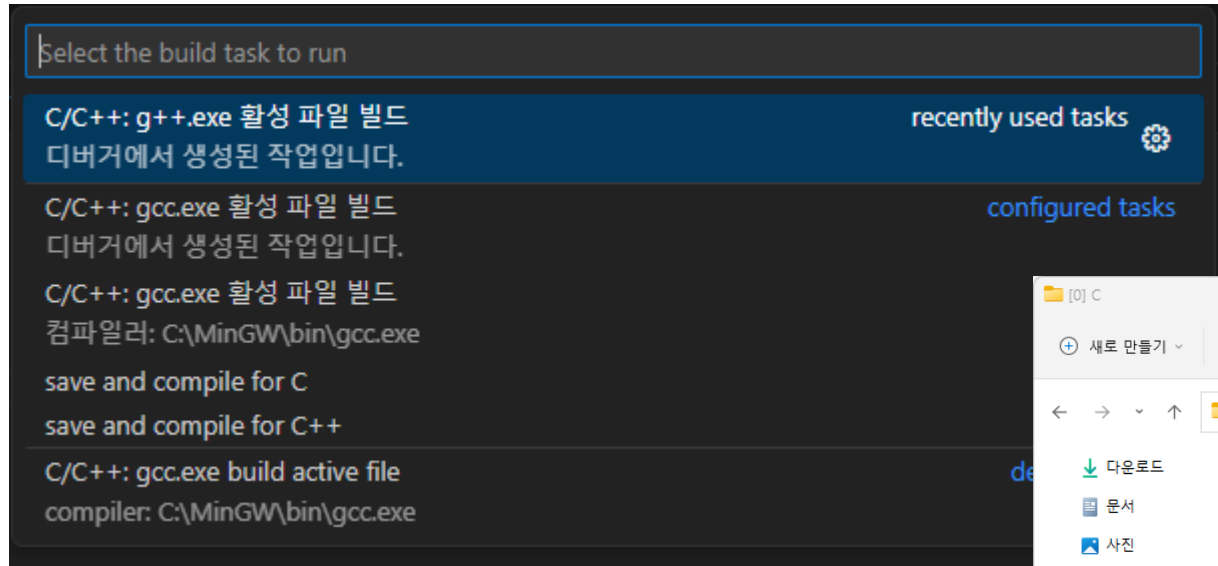 Select the build task to run
C/C++: g++.exe 활성 파일 빌드
recently used tasks
디버거에서 생성된 작업입니다.
C/C++: gcc.exe 활성 파일 빌드
configured tasks
디버거에서 생성된 작업입니다.
C/C++: gcc.exe 활성 파일 빌드
컴파일러: C:\MinGW\bin\gcc.exe
save and compile for C
save and compile for C++
C/C++: gcc.exe build active file
compiler: C:\MinGW\bin\gcc.exe
[0] C
새로 만들기
다운로드
문서
사진